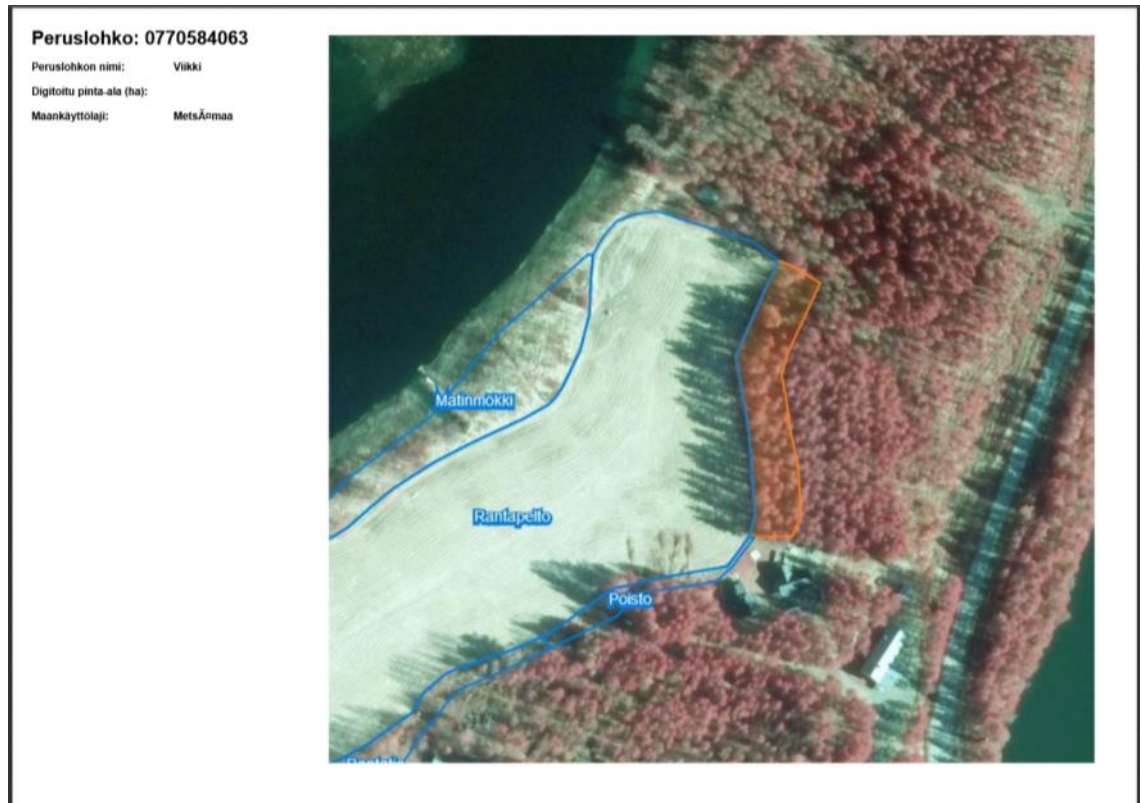 Peruslohko: 0770584063
Peruslohkon nimi: Viikki
Digitoitu pinta-ala (ha):
Maankäyttölaji: MetsÃ¤maa
Matinmökki
Rantapelto
Poisto